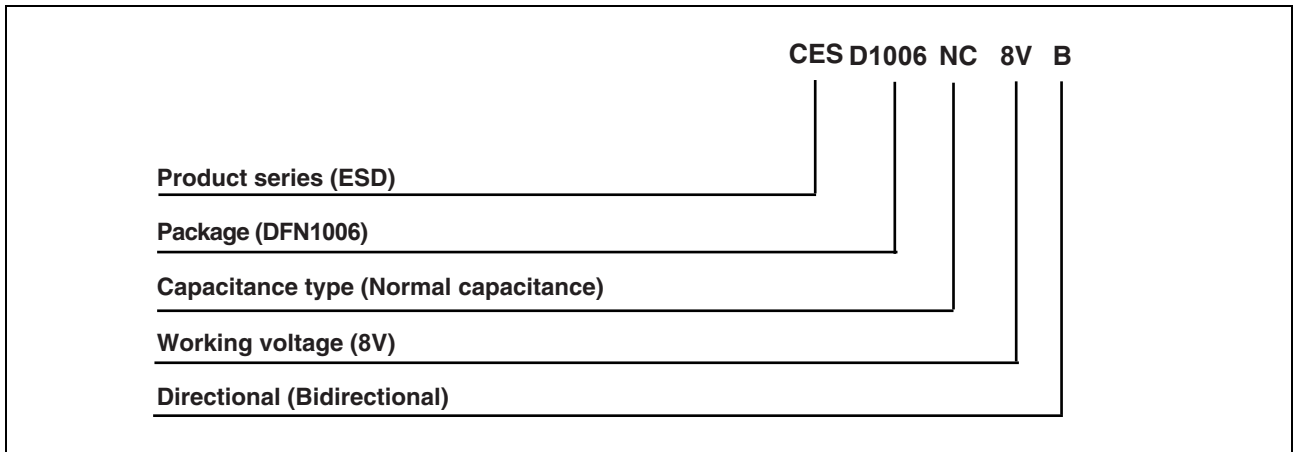 CES D1006 NC 8V B
Product series (ESD)
Package (DFN1006)
Capacitance type (Normal capacitance)
Working voltage (8V)
Directional (Bidirectional)